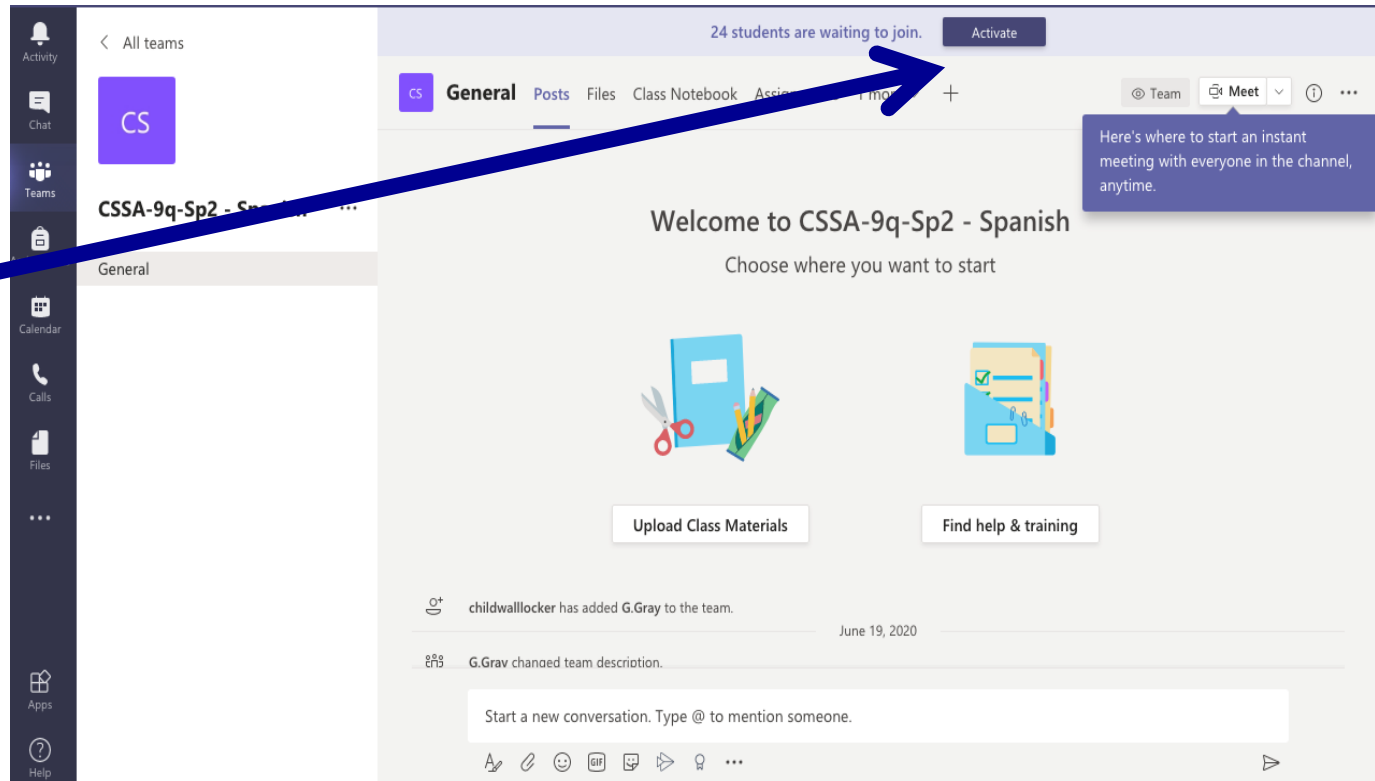 Activity
Chat
Teams
Calendar
Calls
Files
Apps
Help
All teams
CS
CSSA-9q-Sp2 -
General
24 students are waiting to join.
Activate
CS
General Posts Files Class Notebook
Team
Meet
Here's where to start an instant
meeting with everyone in the channel,
anytime.
Welcome to CSSA-9q-Sp2 - Spanish
Choose where you want to start
Upload Class Materials
Find help & training
childwalllocker has added G.Gray to the team.
June 19, 2020
G.Gray changed team description.
Start a new conversation. Type @ to mention someone.
GIF